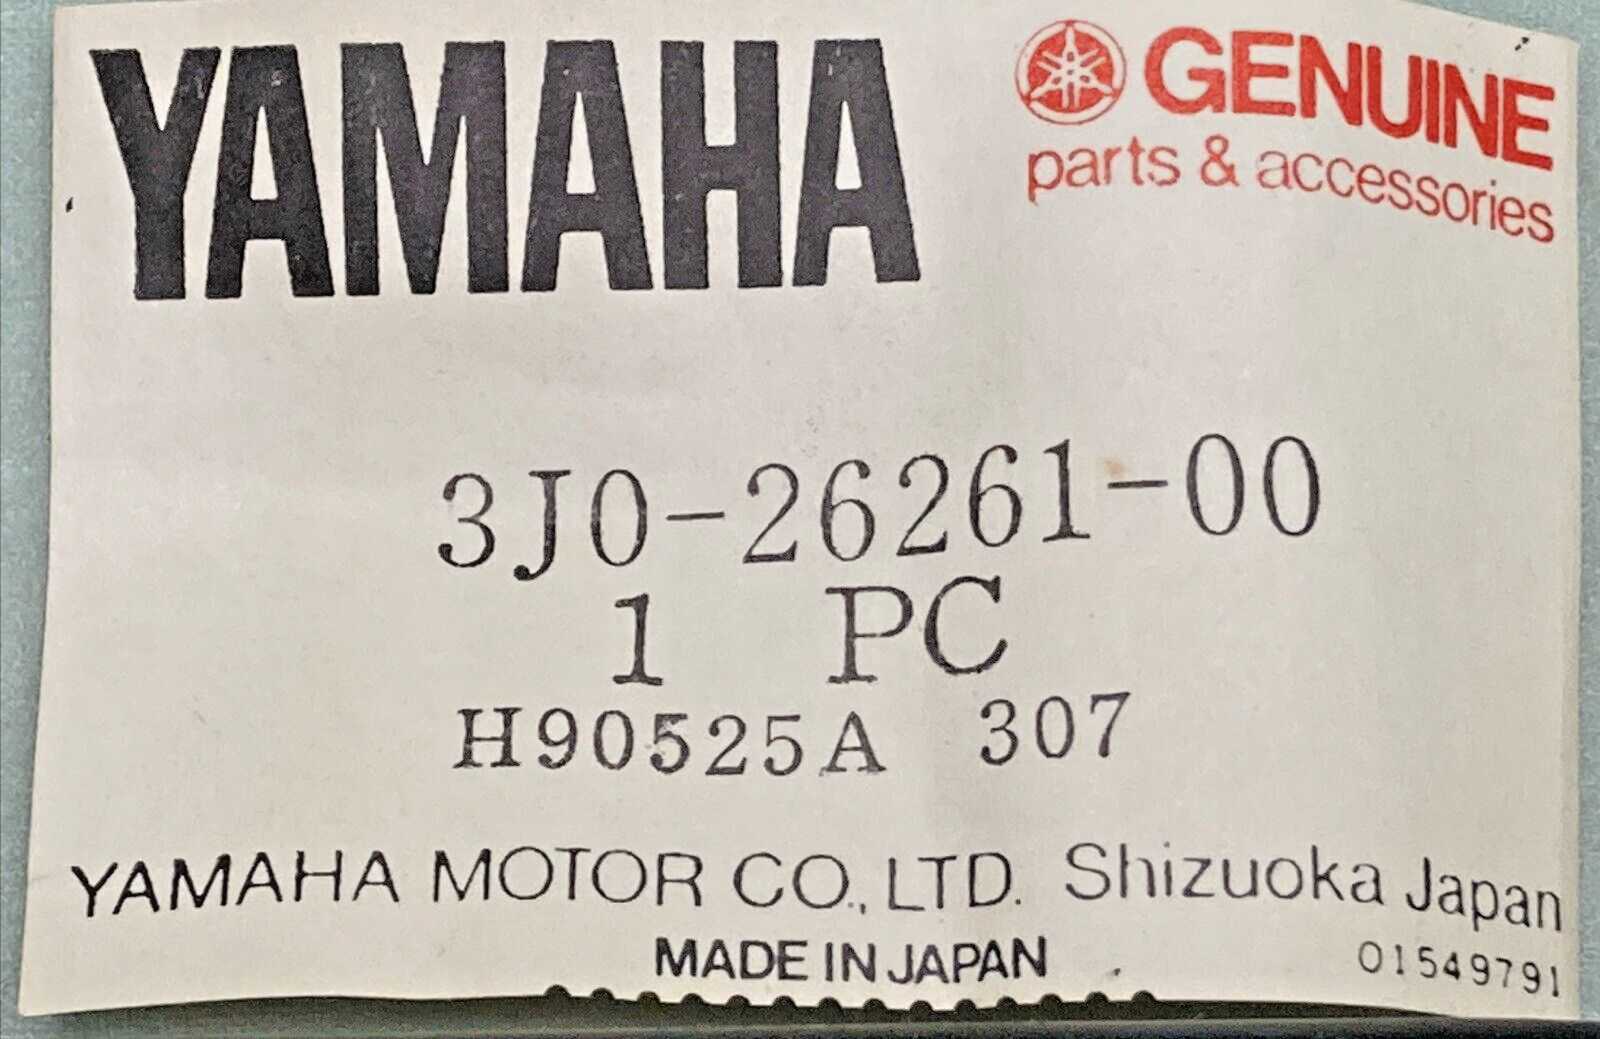 YAMAHA
GENUINE
parts & accessories
3J0-26261-00
1 PC
H90525A 307
YAMAHA MOTOR CO., LTD. Shizuoka Japan
MADE IN JAPAN
01549791